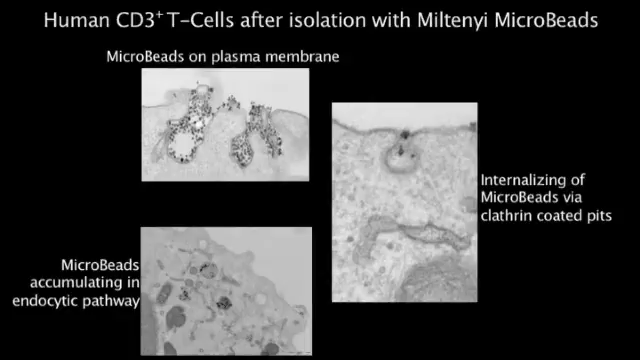 Human CD3⁺ T-Cells after isolation with Miltenyi MicroBeads
MicroBeads on plasma membrane
Internalizing of
MicroBeads via
clathrin coated pits
MicroBeads
accumulating in
endocytic pathway